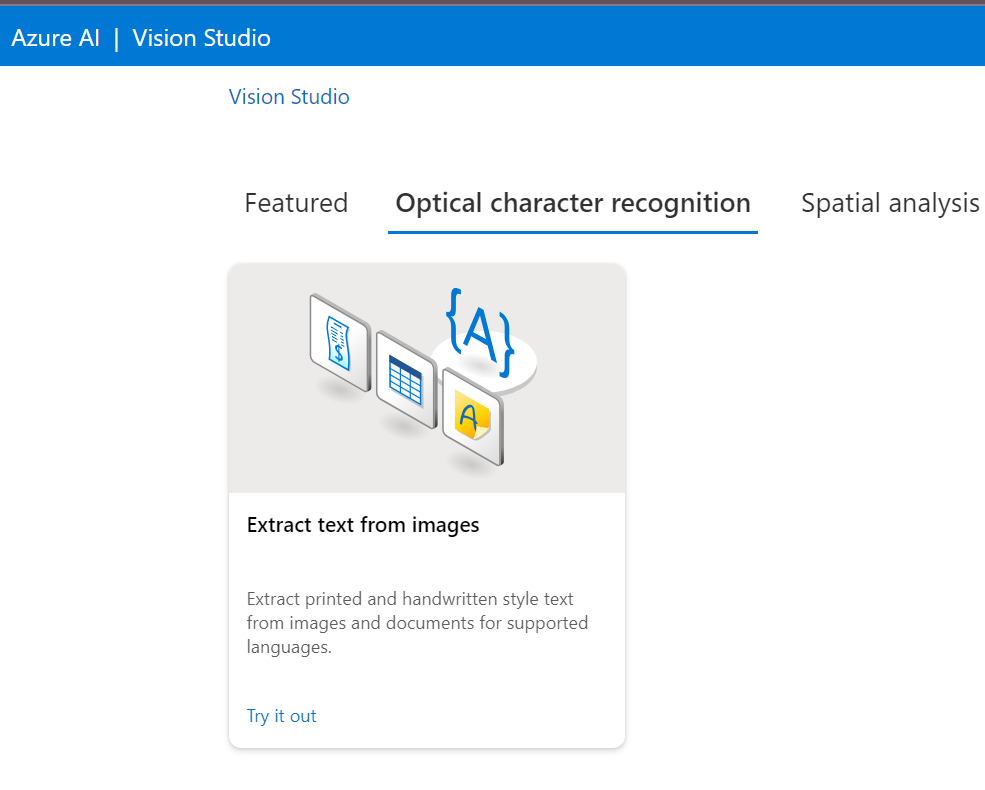 Azure AI | Vision Studio
Vision Studio
Featured
Optical character recognition
Spatial analysis
{A}
$
A
Extract text from images
Extract printed and handwritten style text
from images and documents for supported
languages.
Try it out